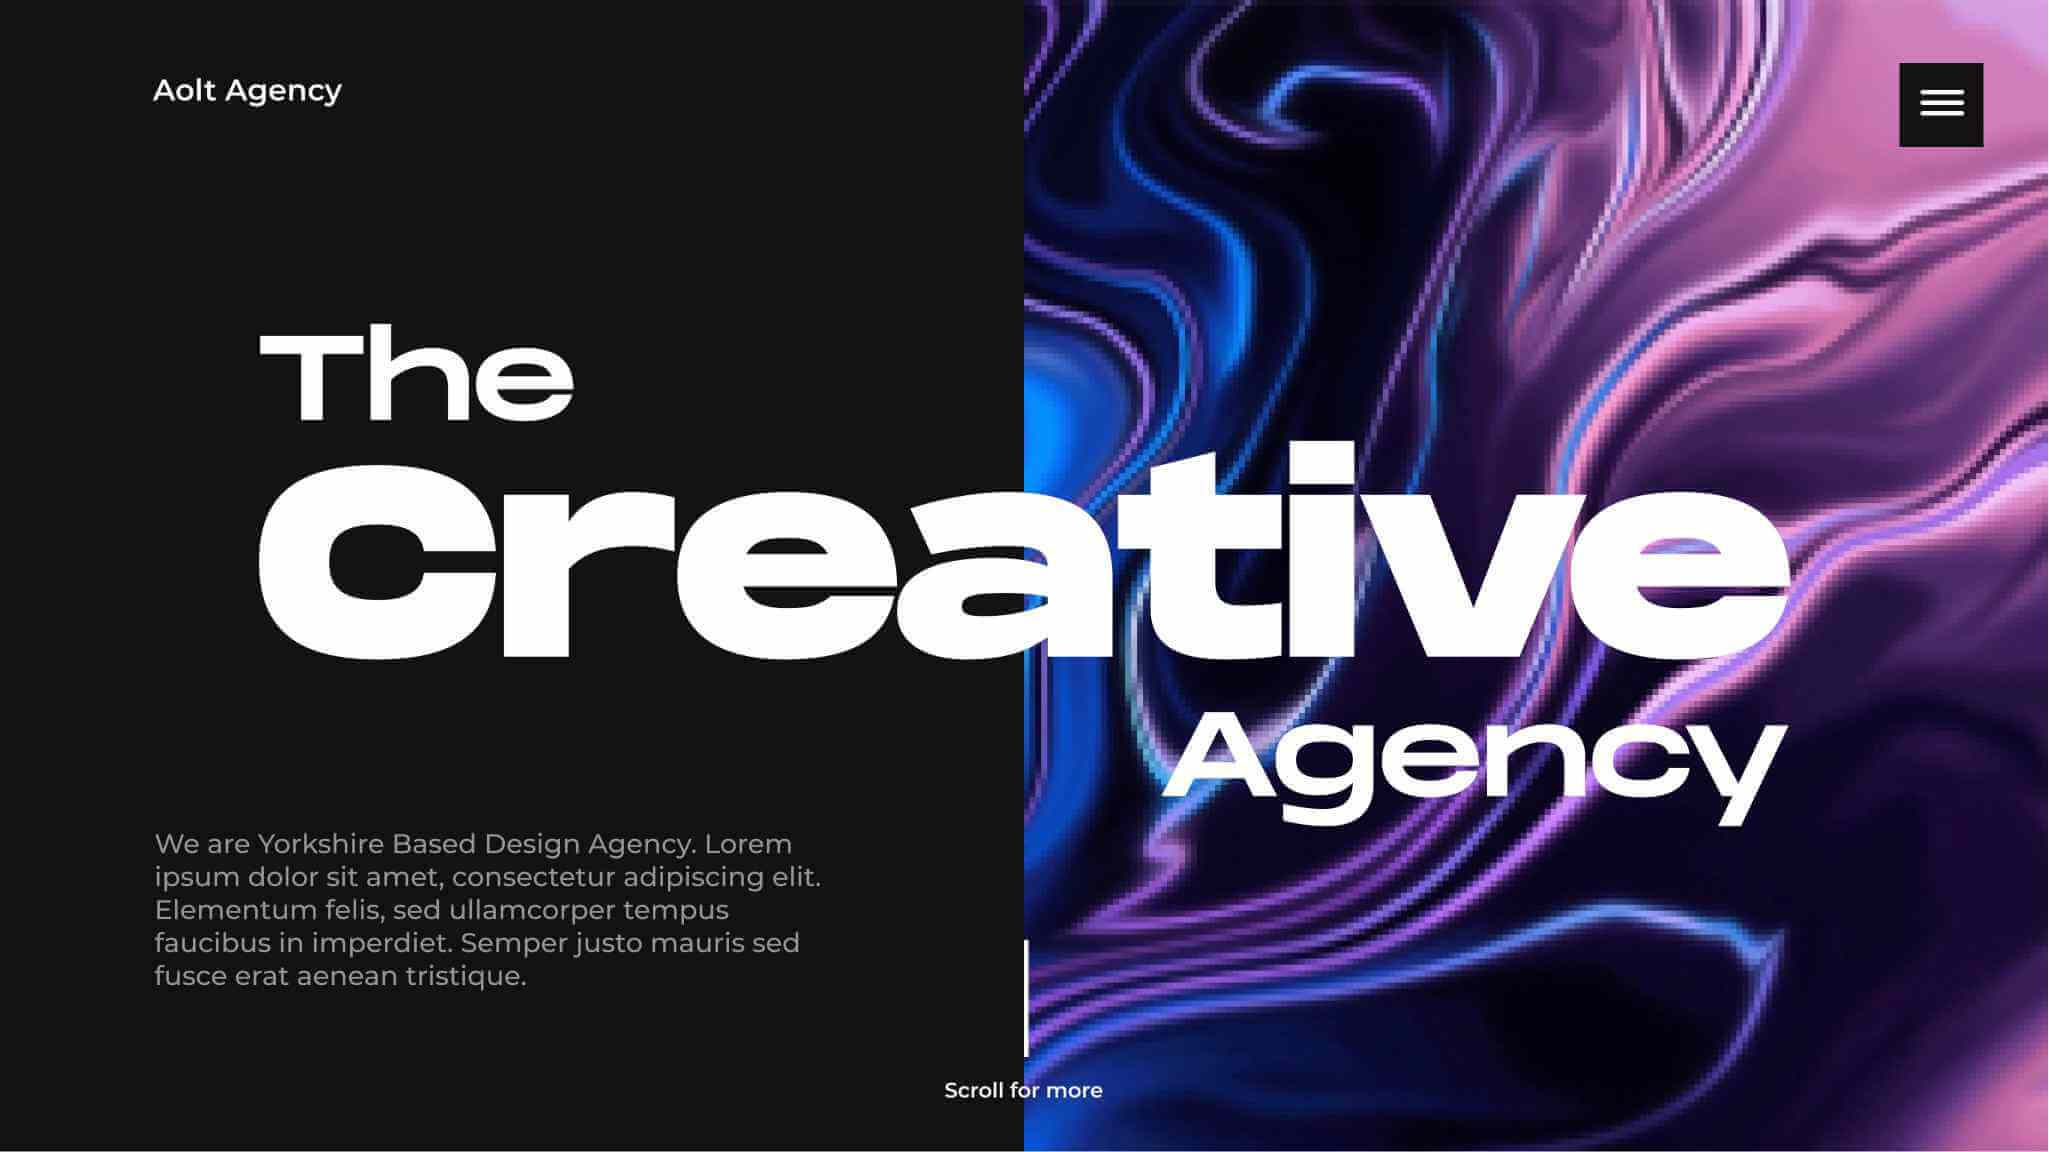 Aolt Agency
The
Creative
Agency
We are Yorkshire Based Design Agency. Lorem
ipsum dolor sit amet, consectetur adipiscing elit.
Elementum felis, sed ullamcorper tempus
faucibus in imperdiet. Semper justo mauris sed
fusce erat aenean tristique.
Scroll for more